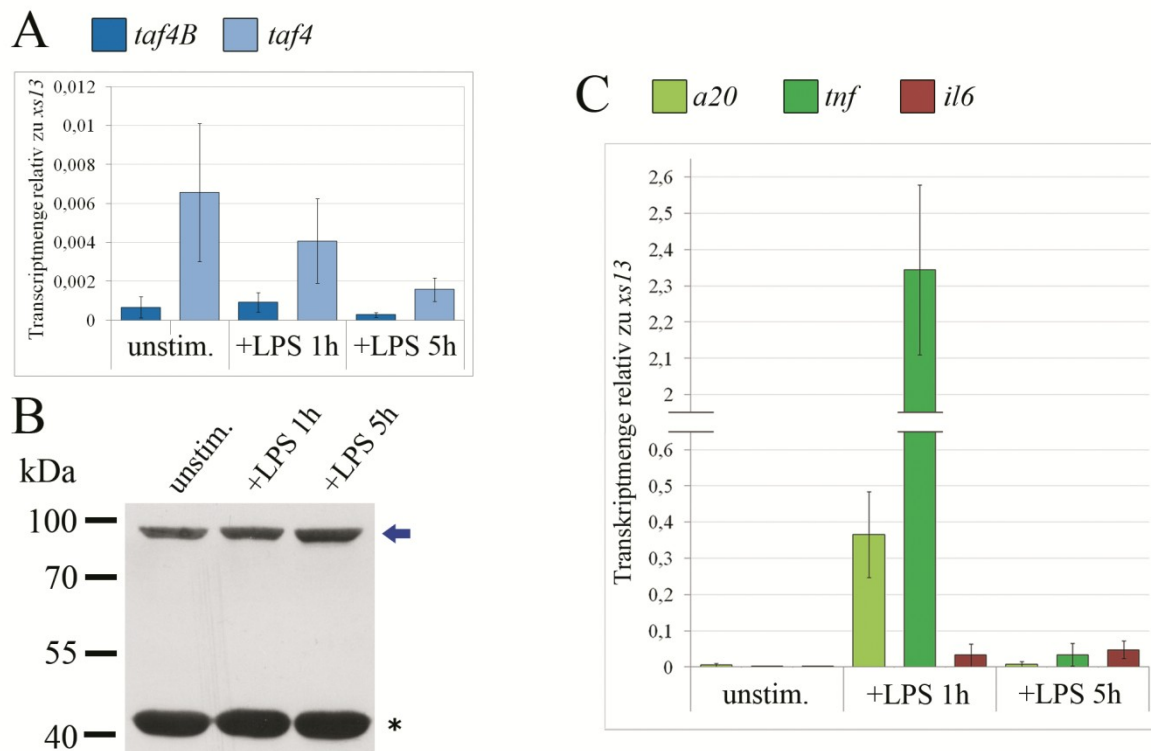 A
taf4B taf4
Transcriptmenge relativ zu xs13
0,012
0,01
0,008
0,006
0,004
0,002
0
unstim. +LPS 1h +LPS 5h
B
kDa
unstim. +LPS 1h +LPS 5h
100
70
55
40
*
C
a20 tnf il6
Transkriptmenge relativ zu xs13
2,6
2,5
2,4
2,3
2,2
2,1
2
0,6
0,5
0,4
0,3
0,2
0,1
0
unstim. +LPS 1h +LPS 5h